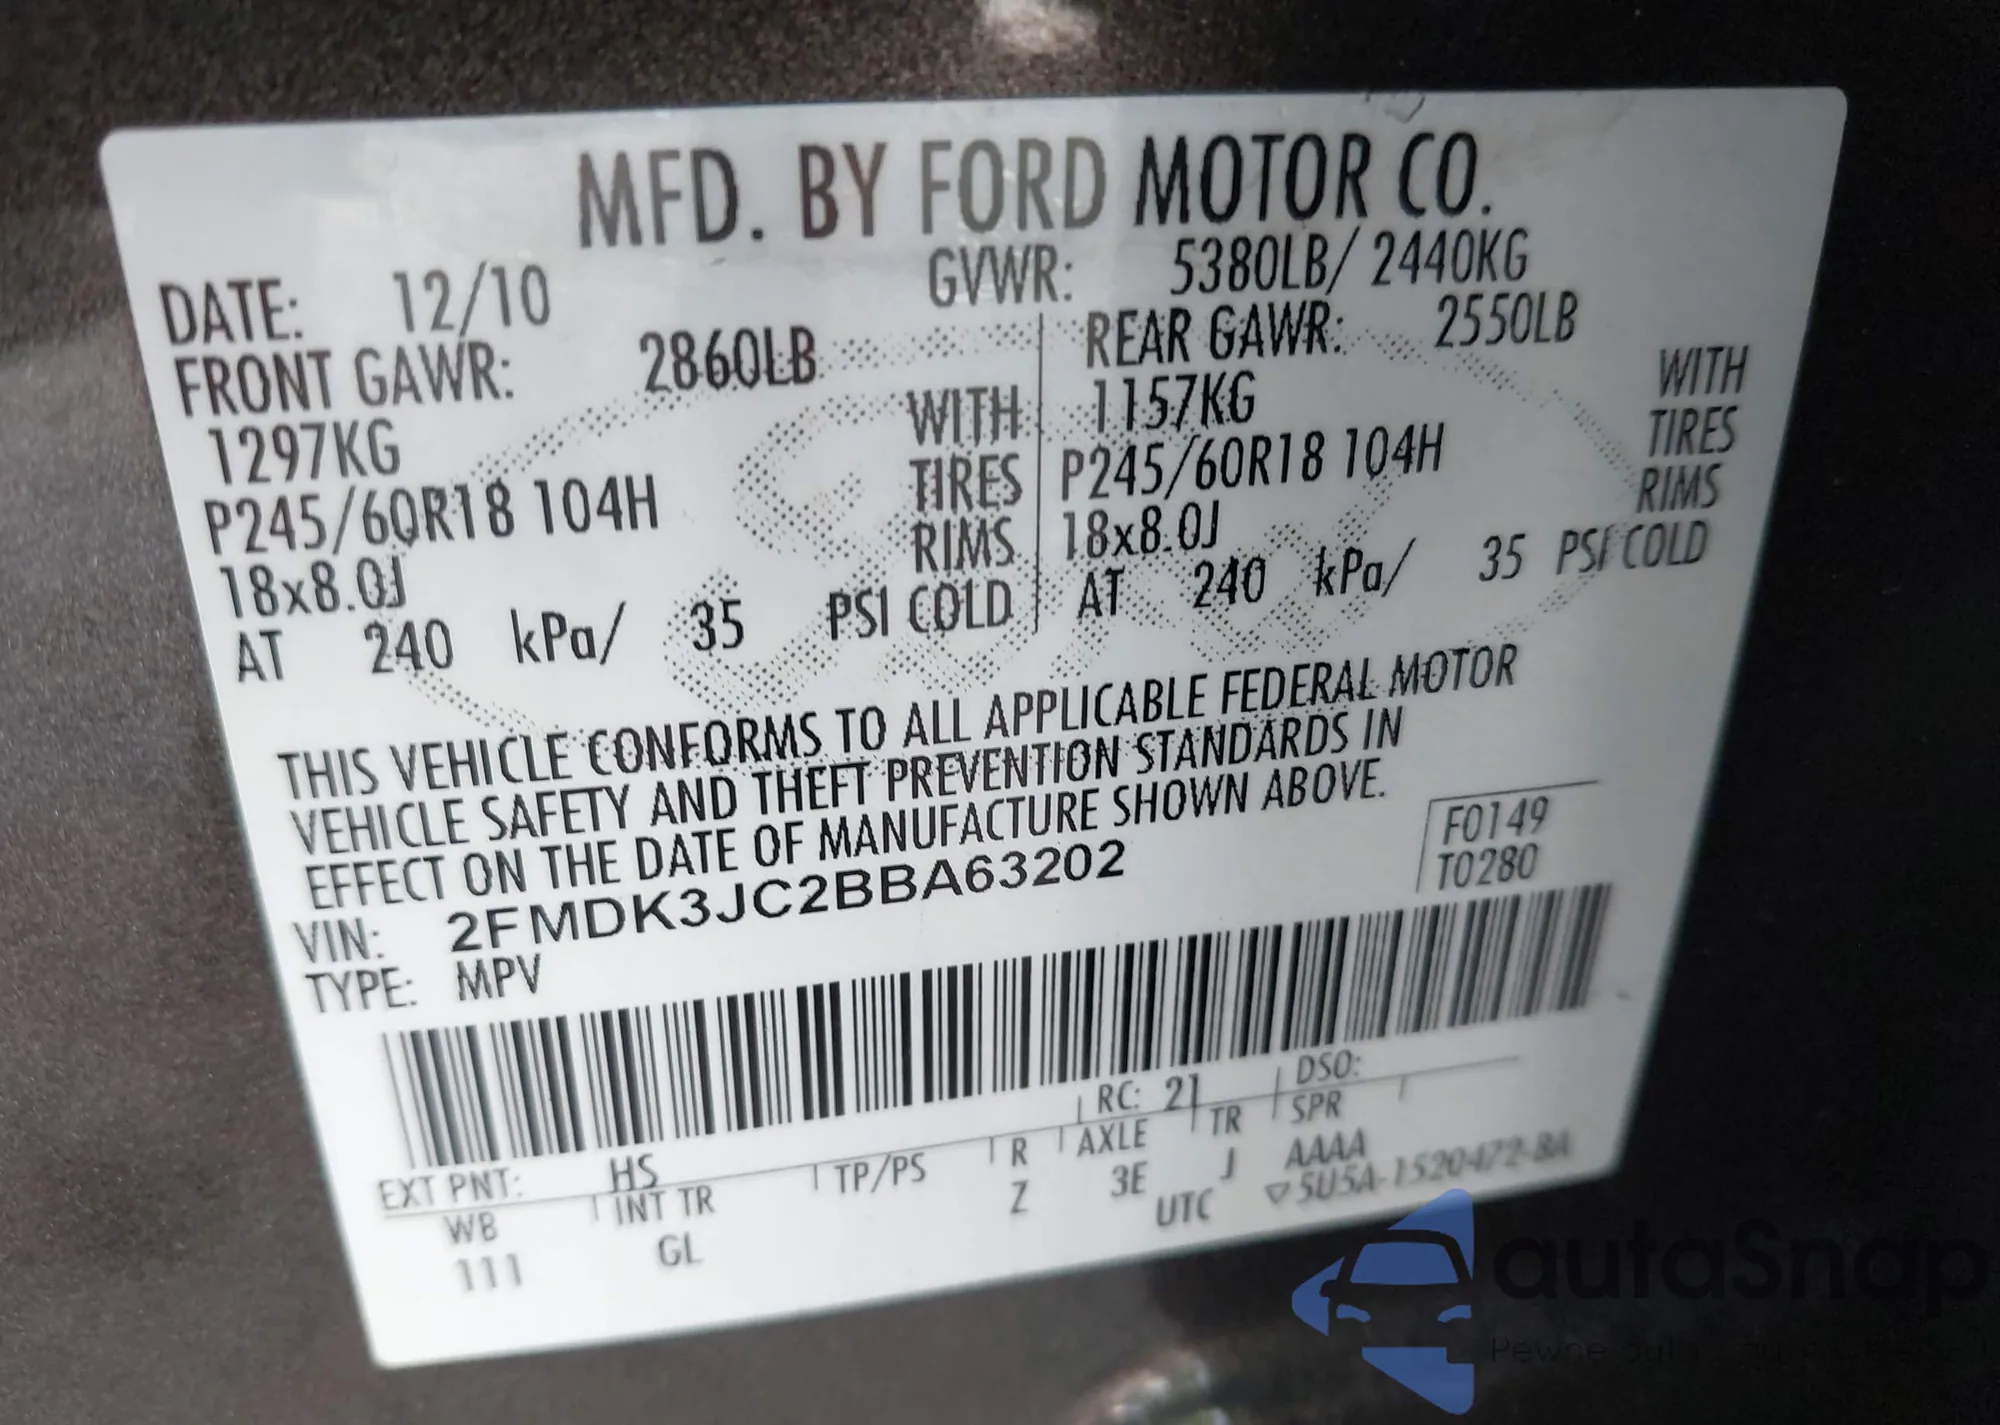 MFD. BY FORD MOTOR CO.
DATE: 12/10 GVWR: 5380LB/ 2440KG
FRONT GAWR: 2860LB REAR GAWR: 2550LB
1297KG WITH 1157KG WITH
P245/60R18 104H TIRES P245/60R18 104H TIRES
18x8.0J RIMS 18x8.0J RIMS
AT 240 kPa/ 35 PSI COLD AT 240 kPa/ 35 PSI COLD
THIS VEHICLE CONFORMS TO ALL APPLICABLE FEDERAL MOTOR
VEHICLE SAFETY AND THEFT PREVENTION STANDARDS IN
EFFECT ON THE DATE OF MANUFACTURE SHOWN ABOVE.
F0149
T0280
VIN: 2FMDK3JC2BBA63202
TYPE: MPV
EXT PNT: HS RC: 21 DSO:
WB INT TR TP/PS R AXLE TR SPR
111 GL Z 3E J AAAA
UTC ▽5U5A-1520472-BA
autoSnap
Pewne auta